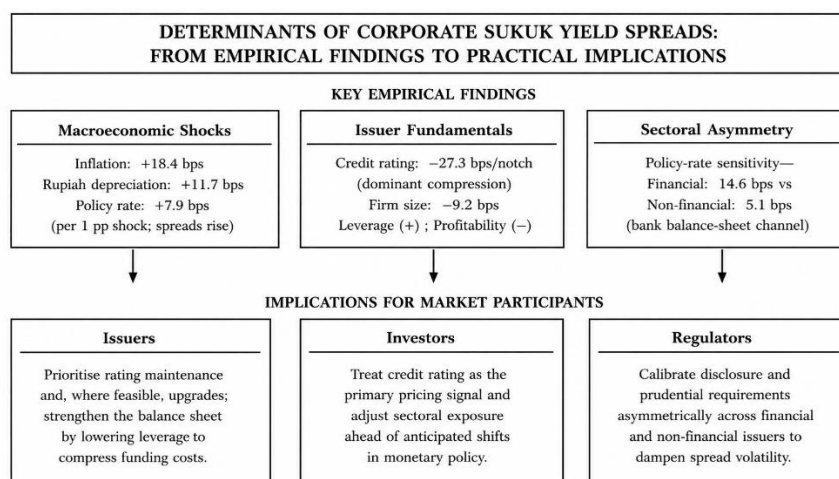 DETERMINANTS OF CORPORATE SUKUK YIELD SPREADS:
FROM EMPIRICAL FINDINGS TO PRACTICAL IMPLICATIONS
KEY EMPIRICAL FINDINGS
Macroeconomic Shocks
Inflation: +18.4 bps
Rupiah depreciation: +11.7 bps
Policy rate: +7.9 bps
(per 1 pp shock; spreads rise)
Issuer Fundamentals
Credit rating: −27.3 bps/notch
(dominant compression)
Firm size: −9.2 bps
Leverage (+) ; Profitability (−)
Sectoral Asymmetry
Policy-rate sensitivity—
Financial: 14.6 bps vs
Non-financial: 5.1 bps
(bank balance-sheet channel)
IMPLICATIONS FOR MARKET PARTICIPANTS
Issuers
Prioritise rating maintenance
and, where feasible, upgrades;
strengthen the balance sheet
by lowering leverage to
compress funding costs.
Investors
Treat credit rating as the
primary pricing signal and
adjust sectoral exposure
ahead of anticipated shifts
in monetary policy.
Regulators
Calibrate disclosure and
prudential requirements
asymmetrically across financial
and non-financial issuers to
dampen spread volatility.